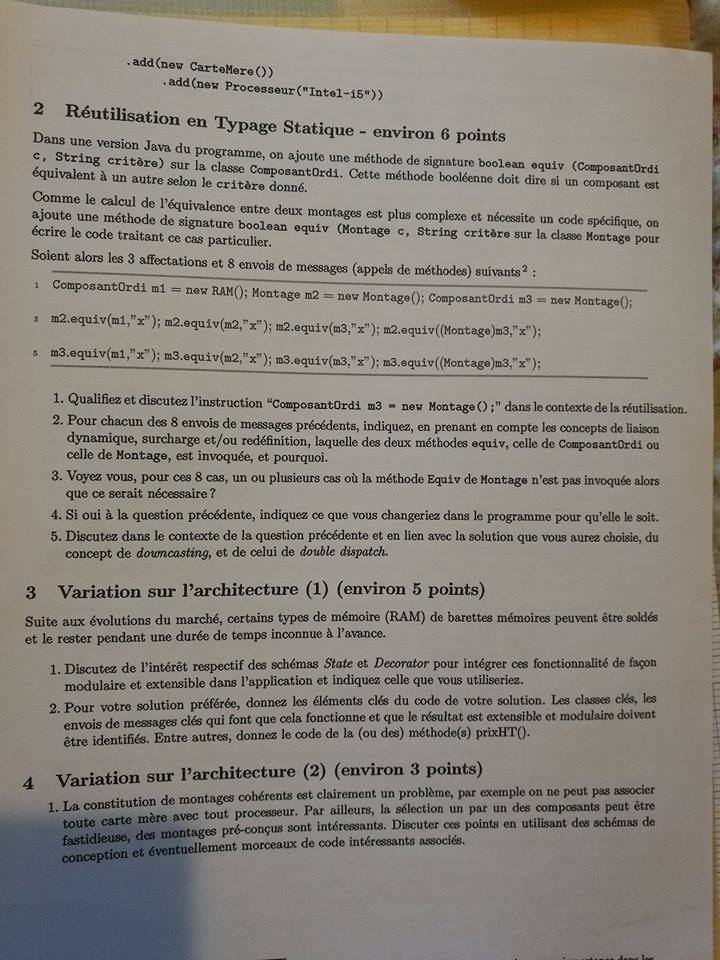 .add(new CarteMere())
.add(new Processeur("Intel-i5"))
2 Réutilisation en Typage Statique - environ 6 points
Dans une version Java du programme, on ajoute une méthode de signature boolean equiv (ComposantOrdi
c, String critère) sur la classe ComposantOrdi. Cette méthode booléenne doit dire si un composant est
équivalent à un autre selon le critère donné.
Comme le calcul de l'équivalence entre deux montages est plus complexe et nécessite un code spécifique, on
ajoute une méthode de signature boolean equiv (Montage c, String critère sur la classe Montage pour
écrire le code traitant ce cas particulier.
Soient alors les 3 affectations et 8 envois de messages (appels de méthodes) suivants 2 :
1 ComposantOrdi m1 = new RAM(); Montage m2 = new Montage(); ComposantOrdi m3 = new Montage();
3 m2.equiv(m1,"x"); m2.equiv(m2,"x"); m2.equiv(m3,"x"); m2.equiv((Montage)m3,"x");
5 m3.equiv(m1,"x"); m3.equiv(m2,"x"); m3.equiv(m3,"x"); m3.equiv((Montage)m3,"x");
1. Qualifiez et discutez l'instruction "ComposantOrdi m3 = new Montage();" dans le contexte de la réutilisation.
2. Pour chacun des 8 envois de messages précédents, indiquez, en prenant en compte les concepts de liaison
dynamique, surcharge et/ou redéfinition, laquelle des deux méthodes equiv, celle de ComposantOrdi ou
celle de Montage, est invoquée, et pourquoi.
3. Voyez vous, pour ces 8 cas, un ou plusieurs cas où la méthode Equiv de Montage n'est pas invoquée alors
que ce serait nécessaire ?
4. Si oui à la question précédente, indiquez ce que vous changeriez dans le programme pour qu'elle le soit.
5. Discutez dans le contexte de la question précédente et en lien avec la solution que vous aurez choisie, du
concept de downcasting, et de celui de double dispatch.
3 Variation sur l'architecture (1) (environ 5 points)
Suite aux évolutions du marché, certains types de mémoire (RAM) de barettes mémoires peuvent être soldés
et le rester pendant une durée de temps inconnue à l'avance.
1. Discutez de l'intérêt respectif des schémas State et Decorator pour intégrer ces fonctionnalité de façon
modulaire et extensible dans l'application et indiquez celle que vous utiliseriez.
2. Pour votre solution préférée, donnez les éléments clés du code de votre solution. Les classes clés, les
envois de messages clés qui font que cela fonctionne et que le résultat est extensible et modulaire doivent
être identifiés. Entre autres, donnez le code de la (ou des) méthode(s) prixHT().
4 Variation sur l'architecture (2) (environ 3 points)
1. La constitution de montages cohérents est clairement un problème, par exemple on ne peut pas associer
toute carte mère avec tout processeur. Par ailleurs, la sélection un par un des composants peut être
fastidieuse, des montages pré-conçus sont intéressants. Discuter ces points en utilisant des schémas de
conception et éventuellement morceaux de code intéressants associés.